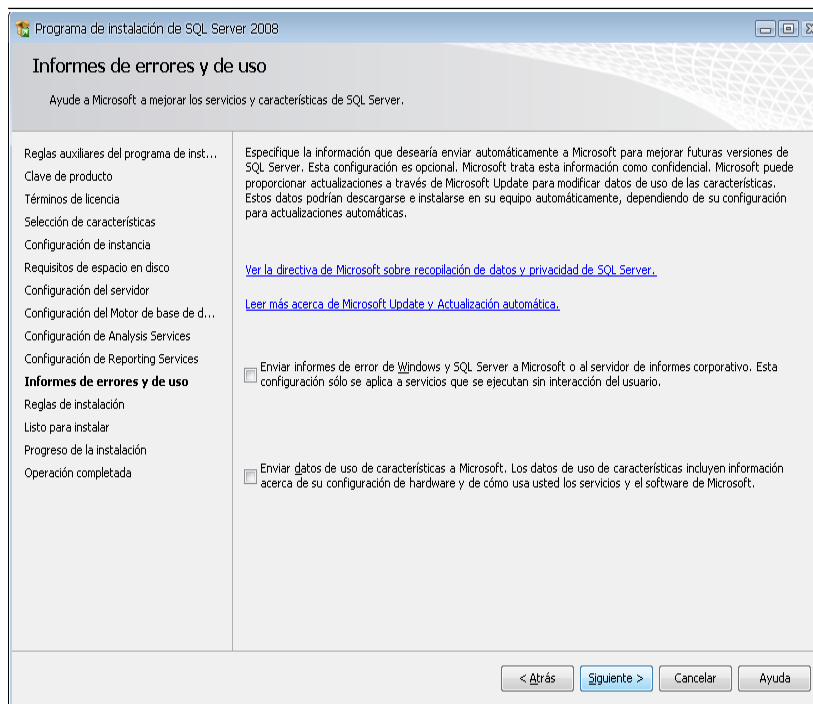 Programa de instalación de SQL Server 2008
Informes de errores y de uso
Ayude a Microsoft a mejorar los servicios y características de SQL Server.
Reglas auxiliares del programa de inst...
Clave de producto
Términos de licencia
Selección de características
Configuración de instancia
Requisitos de espacio en disco
Configuración del servidor
Configuración del Motor de base de d...
Configuración de Analysis Services
Configuración de Reporting Services
Informes de errores y de uso
Reglas de instalación
Listo para instalar
Progreso de la instalación
Operación completada
Especifique la información que desearía enviar automáticamente a Microsoft para mejorar futuras versiones de
SQL Server. Esta configuración es opcional. Microsoft trata esta información como confidencial. Microsoft puede
proporcionar actualizaciones a través de Microsoft Update para modificar datos de uso de las características.
Estos datos podrían descargarse e instalarse en su equipo automáticamente, dependiendo de su configuración
para actualizaciones automáticas.
Ver la directiva de Microsoft sobre recopilación de datos y privacidad de SQL Server.
Leer más acerca de Microsoft Update y Actualización automática.
Enviar informes de error de Windows y SQL Server a Microsoft o al servidor de informes corporativo. Esta
configuración sólo se aplica a servicios que se ejecutan sin interacción del usuario.
Enviar datos de uso de características a Microsoft. Los datos de uso de características incluyen información
acerca de su configuración de hardware y de cómo usa usted los servicios y el software de Microsoft.
< Atrás
Siguiente >
Cancelar
Ayuda